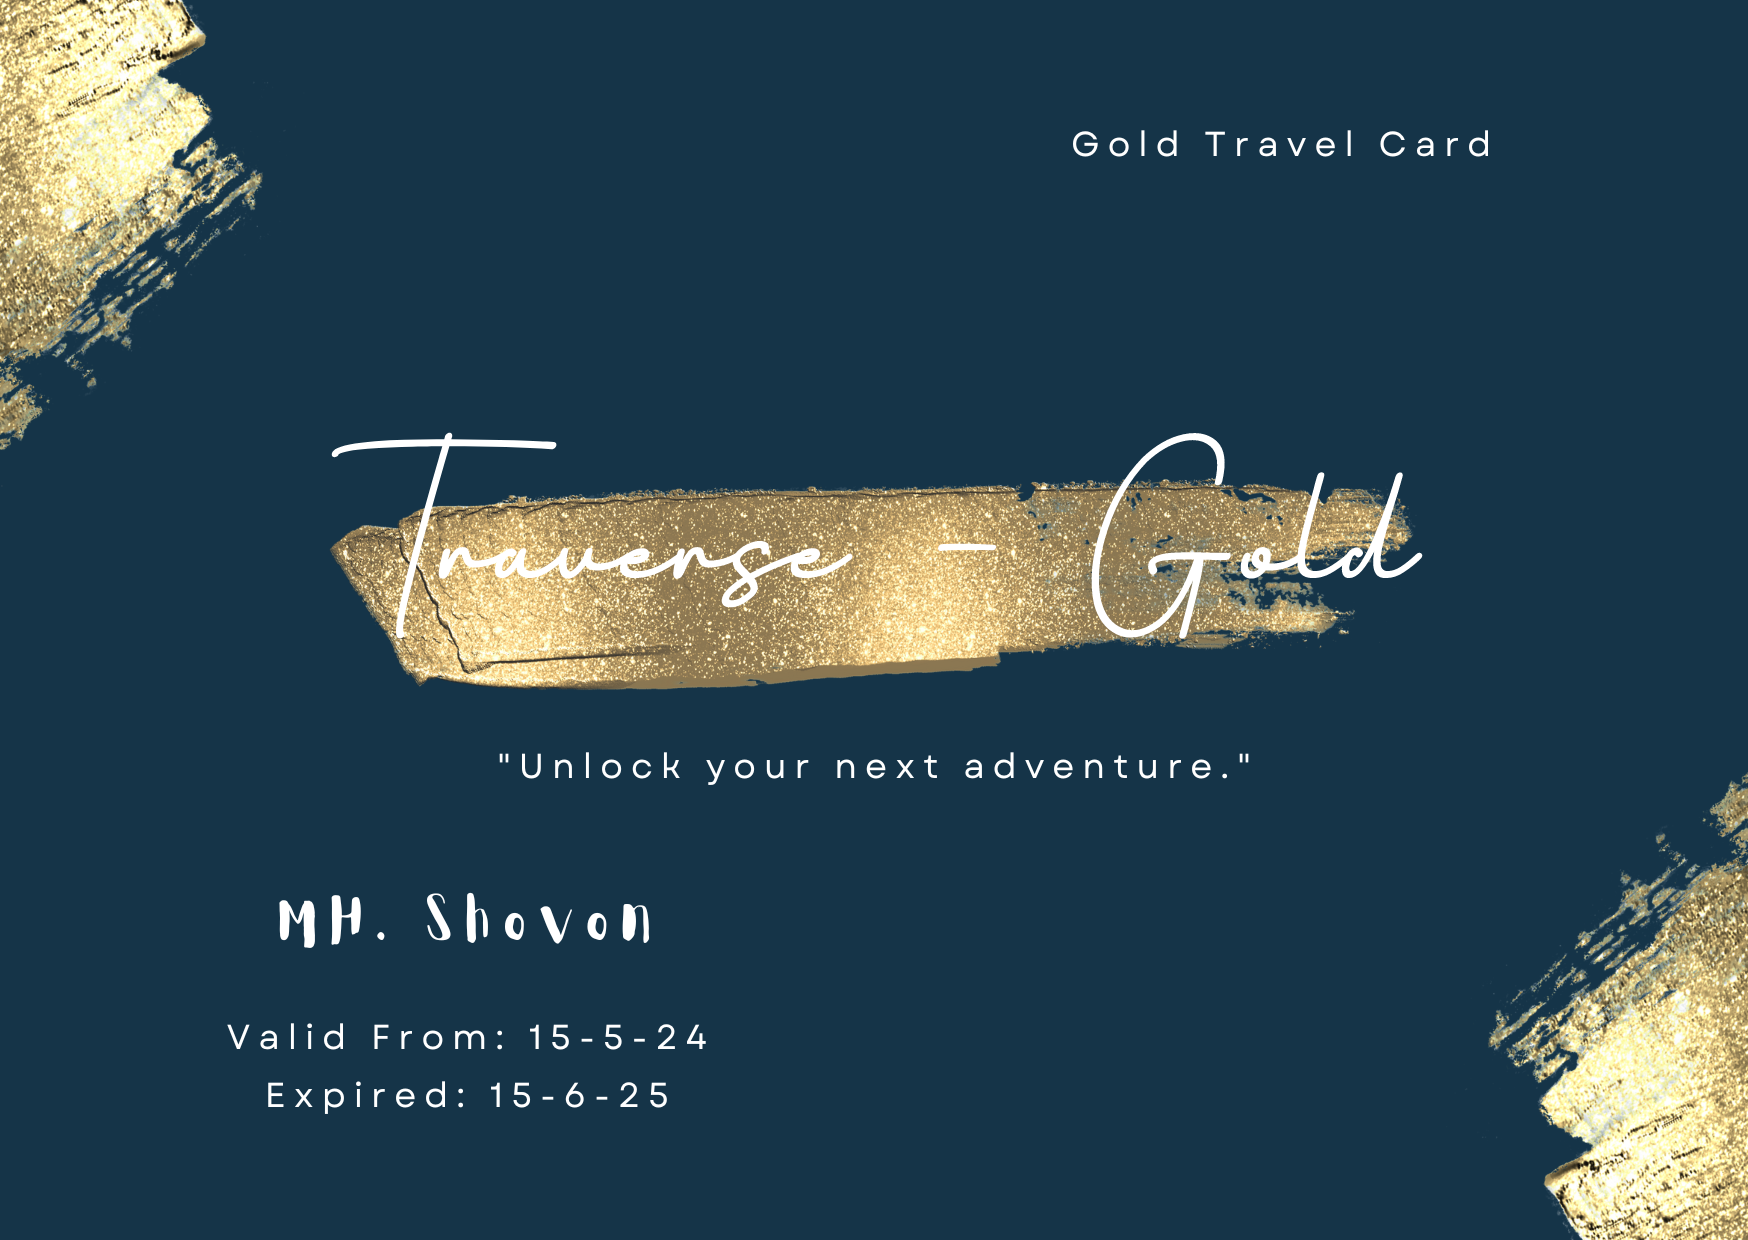 Gold Travel Card
Traverse - Gold
"Unlock your next adventure."
MH. Shovon
Valid From: 15-5-24
Expired: 15-6-25